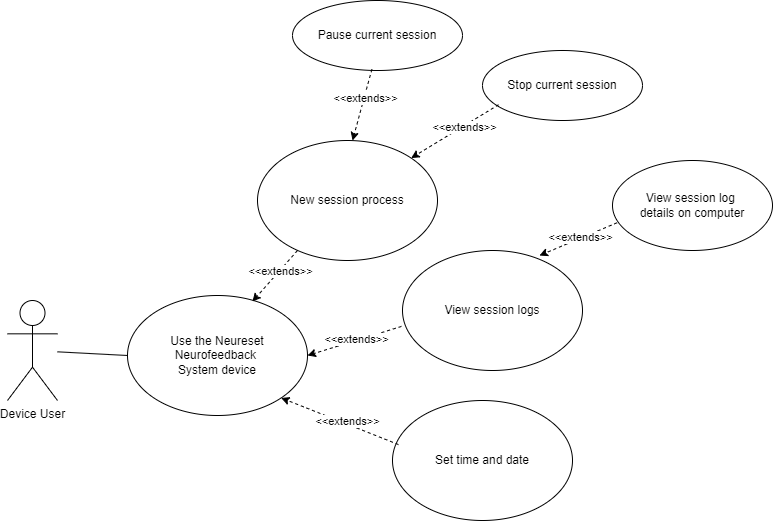 Pause current session
<<extends>>
Stop current session
<<extends>>
New session process
View session log
details on computer
<<extends>>
<<extends>>
View session logs
Use the Neureset
Neurofeedback
System device
<<extends>>
Device User
<<extends>>
Set time and date